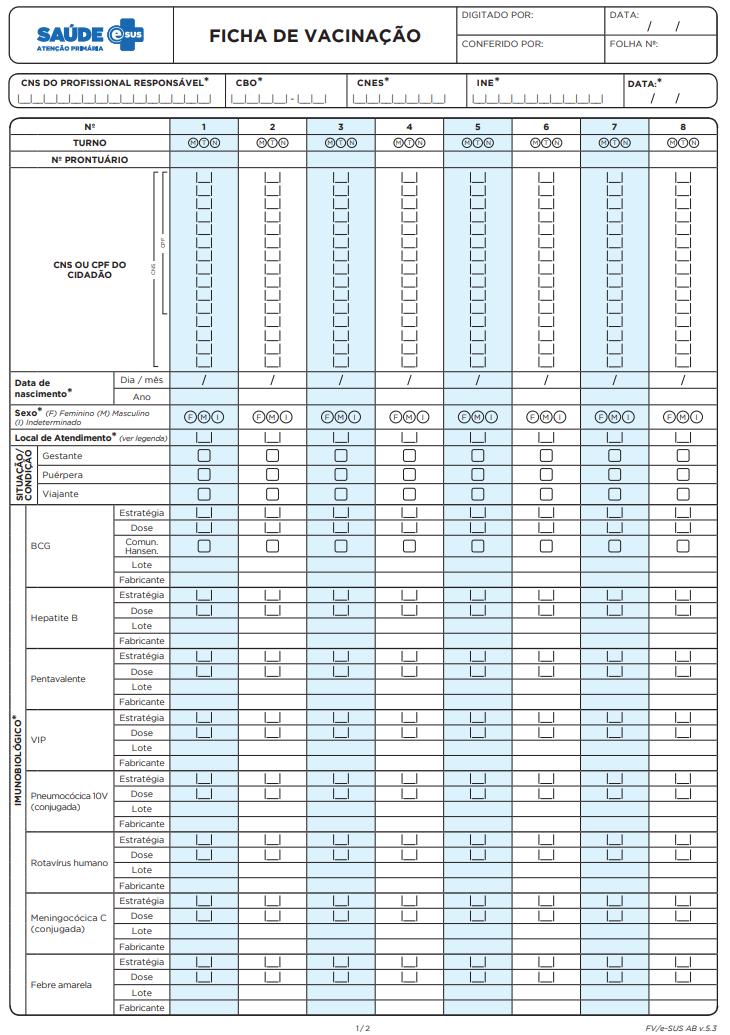 SAÚDE e SUS
ATENÇÃO PRIMÁRIA
FICHA DE VACINAÇÃO
DIGITADO POR:
DATA: / /
CONFERIDO POR:
FOLHA Nº:
CNS DO PROFISSIONAL RESPONSÁVEL*
CBO*
-
CNES*
INE*
DATA:* / /
Nº 1 2 3 4 5 6 7 8
TURNO M T N M T N M T N M T N M T N M T N M T N M T N
Nº PRONTUÁRIO
CNS OU CPF DO
CIDADÃO
CNS
CPF
Data de
nascimento*
Dia / mês / / / / / / / /
Ano
Sexo* (F) Feminino (M) Masculino
(I) Indeterminado
F M I F M I F M I F M I F M I F M I F M I F M I
Local de Atendimento* (ver legenda)
SITUAÇÃO/
CONDIÇÃO
Gestante
Puérpera
Viajante
IMUNOBIOLÓGICO*
BCG
Estratégia
Dose
Comun.
Hansen.
Lote
Fabricante
Hepatite B
Estratégia
Dose
Lote
Fabricante
Pentavalente
Estratégia
Dose
Lote
Fabricante
VIP
Estratégia
Dose
Lote
Fabricante
Pneumocócica 10V
(conjugada)
Estratégia
Dose
Lote
Fabricante
Rotavírus humano
Estratégia
Dose
Lote
Fabricante
Meningocócica C
(conjugada)
Estratégia
Dose
Lote
Fabricante
Febre amarela
Estratégia
Dose
Lote
Fabricante
1 / 2
FV/e-SUS AB v.5.3